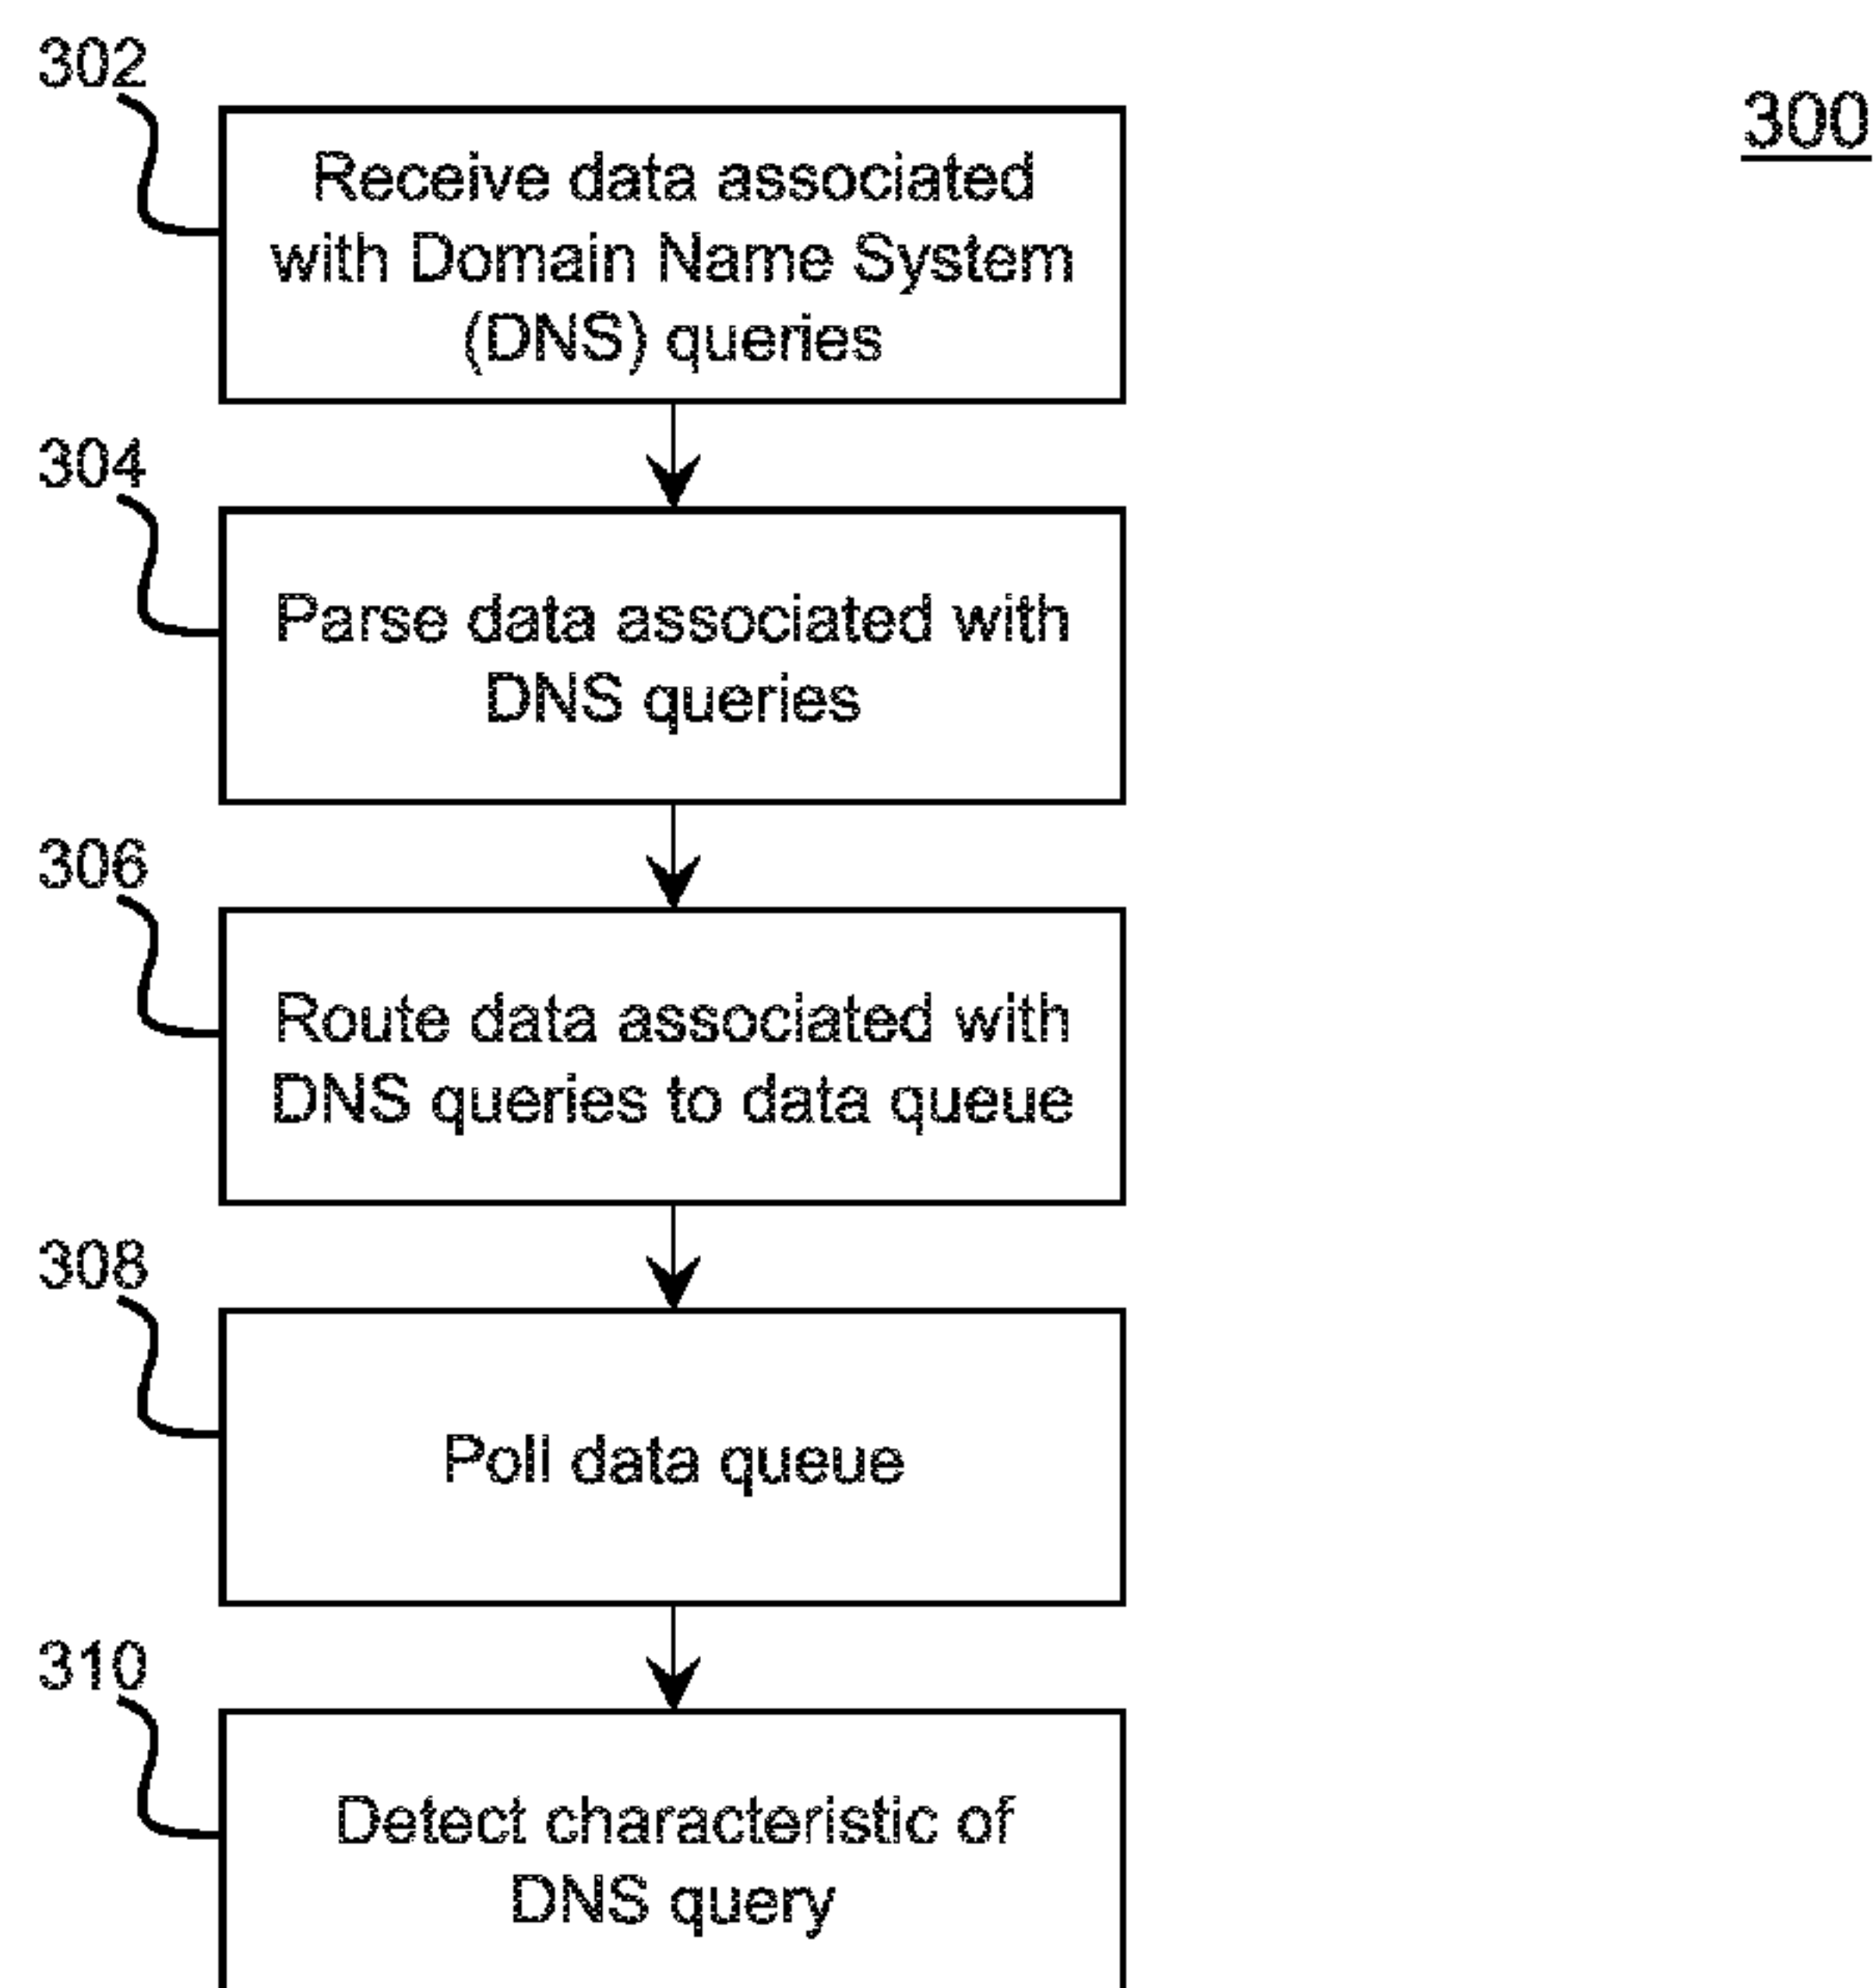 302
300
Receive data associated
with Domain Name System
(DNS) queries
304
Parse data associated with
DNS queries
306
Route data associated with
DNS queries to data queue
308
Poll data queue
310
Detect characteristic of
DNS query